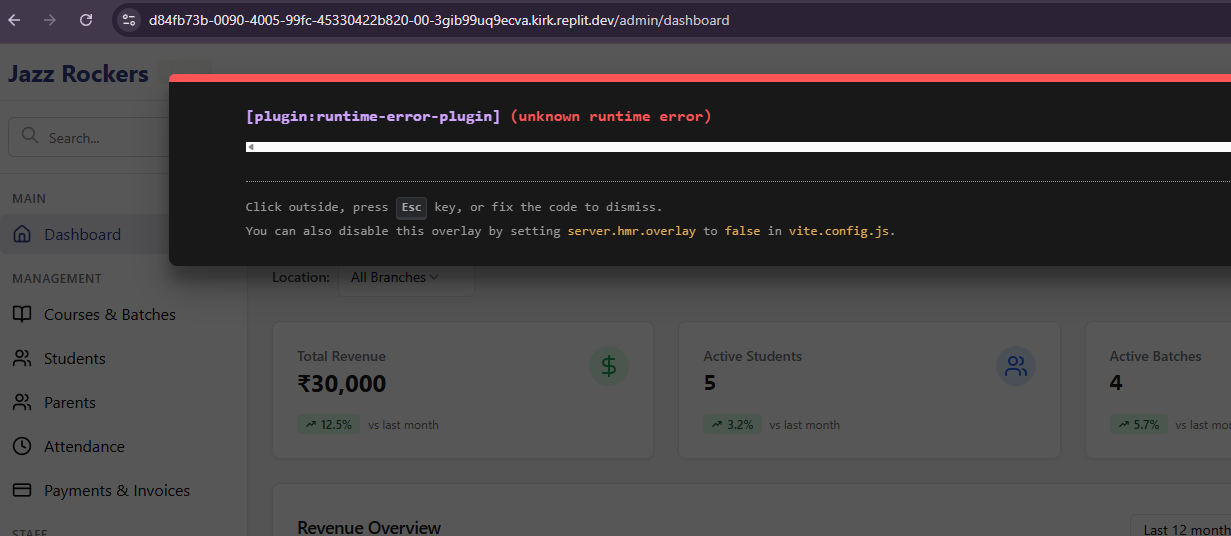 d84fb73b-0090-4005-99fc-45330422b820-00-3gib99uq9ecva.kirk.replit.dev/admin/dashboard
Jazz Rockers
[plugin:runtime-error-plugin] (unknown runtime error)
Search...
Click outside, press Esc key, or fix the code to dismiss.
You can also disable this overlay by setting server.hmr.overlay to false in vite.config.js.
MAIN
Dashboard
MANAGEMENT
Courses & Batches
Students
Parents
Attendance
Payments & Invoices
STAFF
Location: All Branches
Total Revenue
₹30,000
12.5% vs last month
Active Students
5
3.2% vs last month
Active Batches
4
5.7% vs last mo
Revenue Overview
Last 12 month